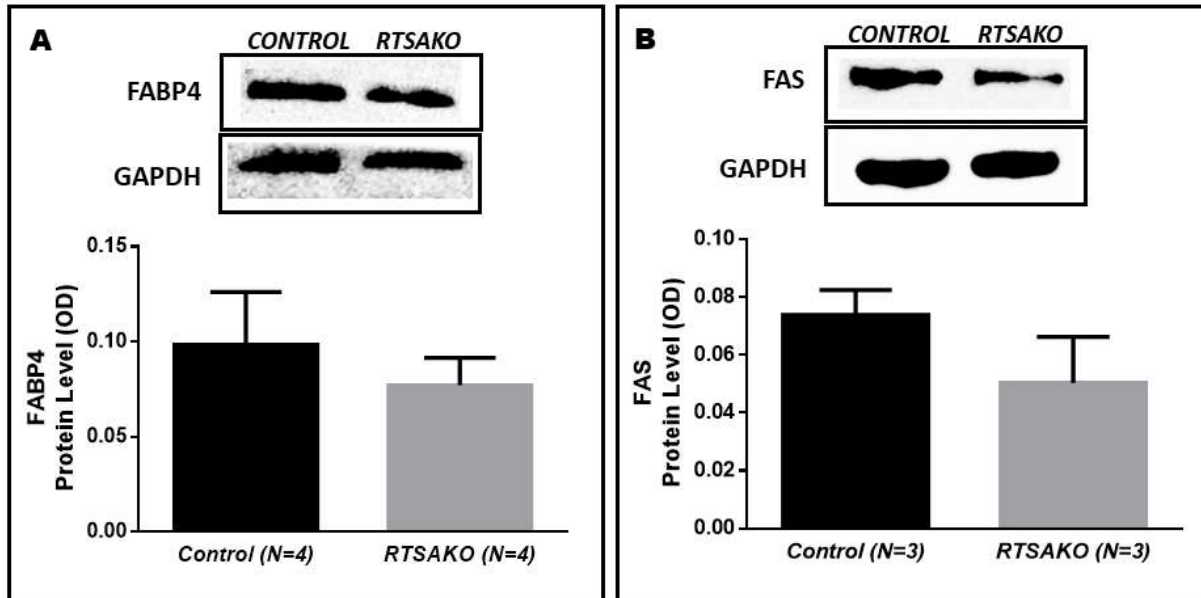 A
CONTROL RTSAKO
FABP4
GAPDH
FABP4
Protein Level (OD)
0.15
0.10
0.05
0.00
Control (N=4) RTSAKO (N=4)
B
CONTROL RTSAKO
FAS
GAPDH
FAS
Protein Level (OD)
0.10
0.08
0.06
0.04
0.02
0.00
Control (N=3) RTSAKO (N=3)